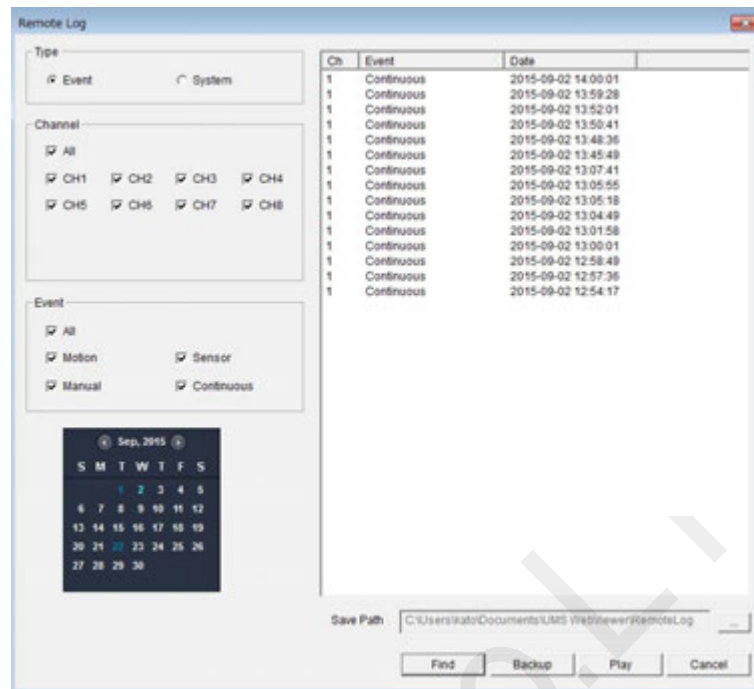 Remote Log
Type
Event System
Channel
All
CH1 CH2 CH3 CH4
CH5 CH6 CH7 CH8
Event
All
Motion Sensor
Manual Continuous
Sep, 2015
S M T W T F S
1 2 3 4 5
6 7 8 9 10 11 12
13 14 15 16 17 18 19
20 21 22 23 24 25 26
27 28 29 30
Ch Event Date
1 Continuous 2015-09-02 14:00:01
1 Continuous 2015-09-02 13:59:28
1 Continuous 2015-09-02 13:52:01
1 Continuous 2015-09-02 13:50:41
1 Continuous 2015-09-02 13:48:36
1 Continuous 2015-09-02 13:45:49
1 Continuous 2015-09-02 13:07:41
1 Continuous 2015-09-02 13:05:55
1 Continuous 2015-09-02 13:05:18
1 Continuous 2015-09-02 13:04:49
1 Continuous 2015-09-02 13:01:58
1 Continuous 2015-09-02 13:00:01
1 Continuous 2015-09-02 12:58:49
1 Continuous 2015-09-02 12:57:36
1 Continuous 2015-09-02 12:54:17
Save Path C:\Users\kato\Documents\UMS WebViewer\RemoteLog ...
Find Backup Play Cancel